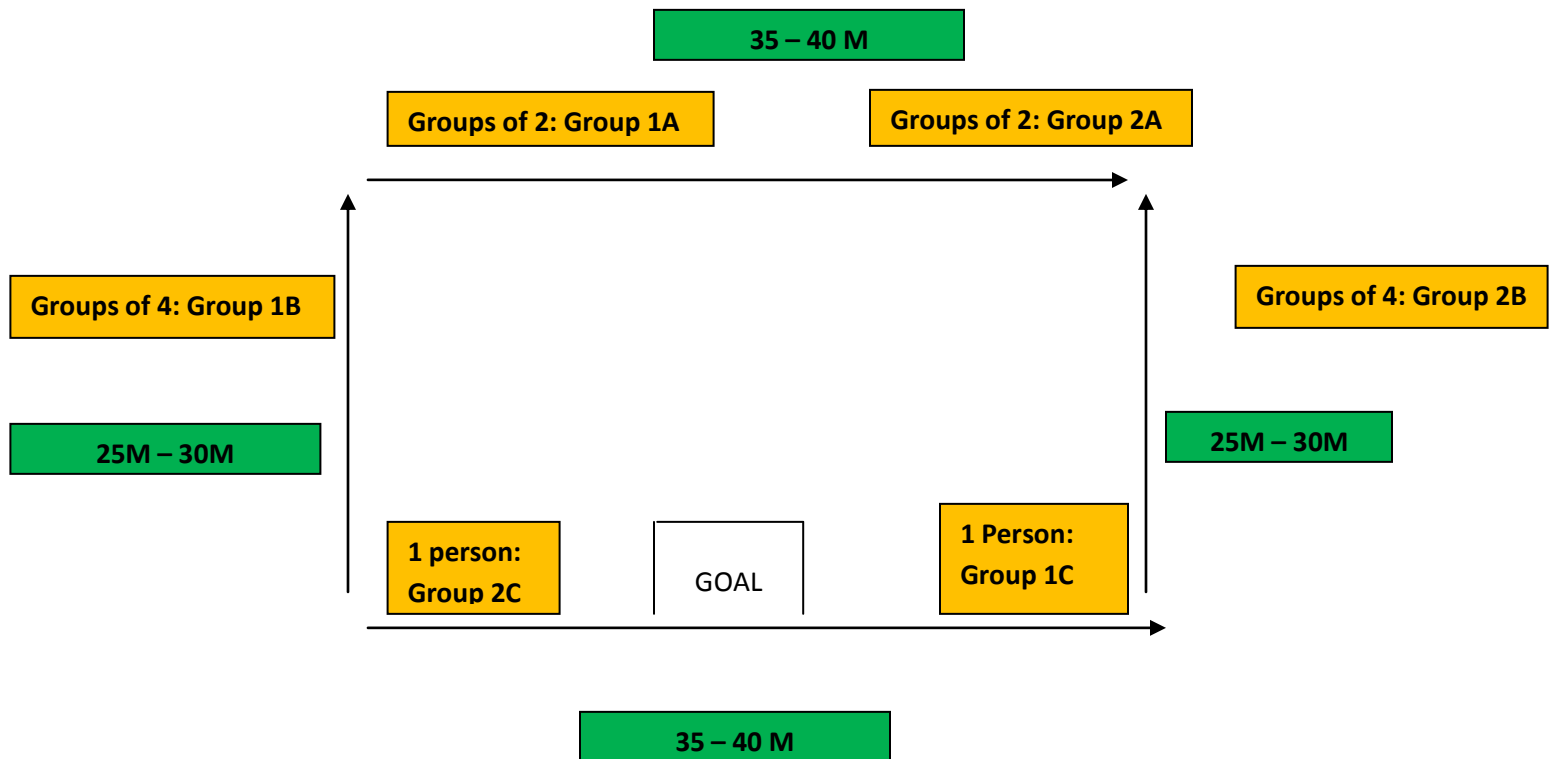 35 – 40 M
Groups of 2: Group 1A
Groups of 2: Group 2A
Groups of 4: Group 1B
Groups of 4: Group 2B
25M – 30M
25M – 30M
1 person:
Group 2C
GOAL
1 Person:
Group 1C
35 – 40 M